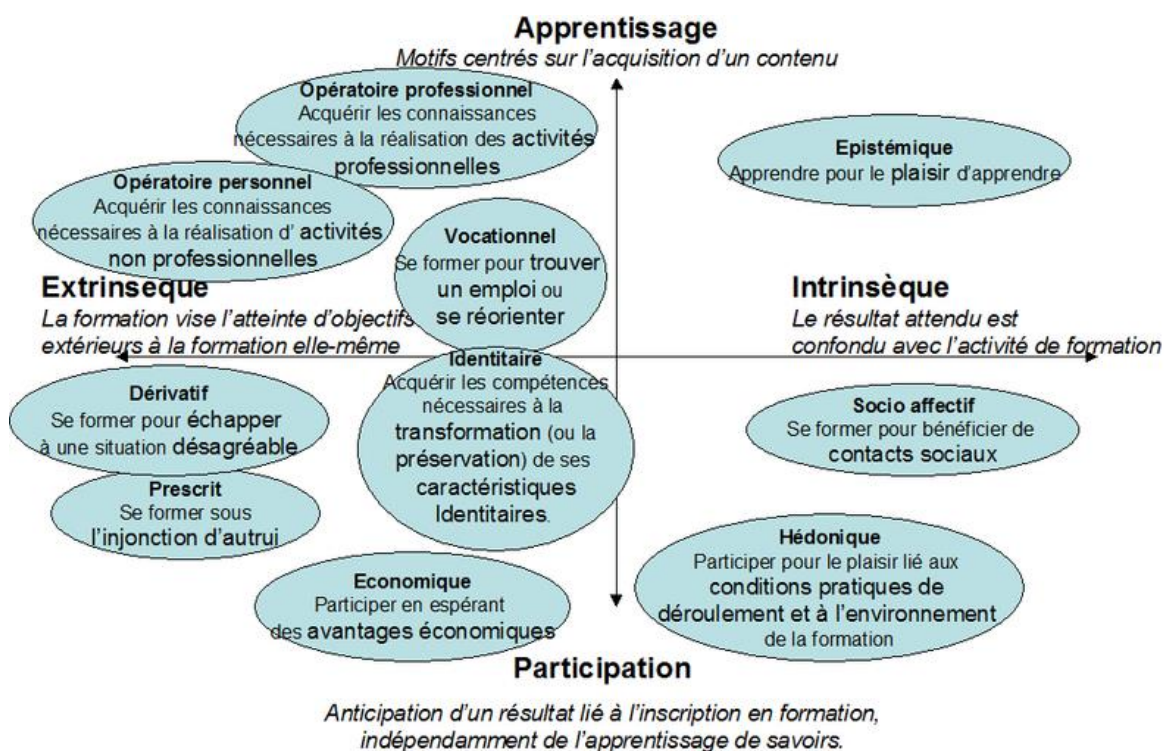 Apprentissage
Motifs centrés sur l'acquisition d'un contenu
Opératoire professionnel
Acquérir les connaissances
nécessaires à la réalisation des activités
professionnelles
Epistémique
Apprendre pour le plaisir d'apprendre
Opératoire personnel
Acquérir les connaissances
nécessaires à la réalisation d' activités
non professionnelles
Vocationnel
Se former pour trouver
un emploi ou
se réorienter
Extrinsèque
La formation vise l'atteinte d'objectifs
extérieurs à la formation elle-même
Intrinsèque
Le résultat attendu est
confondu avec l'activité de formation
Identitaire
Acquérir les compétences
nécessaires à la
transformation (ou la
préservation) de ses
caractéristiques
Identitaires.
Dérivatif
Se former pour échapper
à une situation désagréable
Socio affectif
Se former pour bénéficier de
contacts sociaux
Prescrit
Se former sous
l'injonction d'autrui
Hédonique
Participer pour le plaisir lié aux
conditions pratiques de
déroulement et à l'environnement
de la formation
Economique
Participer en espérant
des avantages économiques
Participation
Anticipation d'un résultat lié à l'inscription en formation,
indépendamment de l'apprentissage de savoirs.